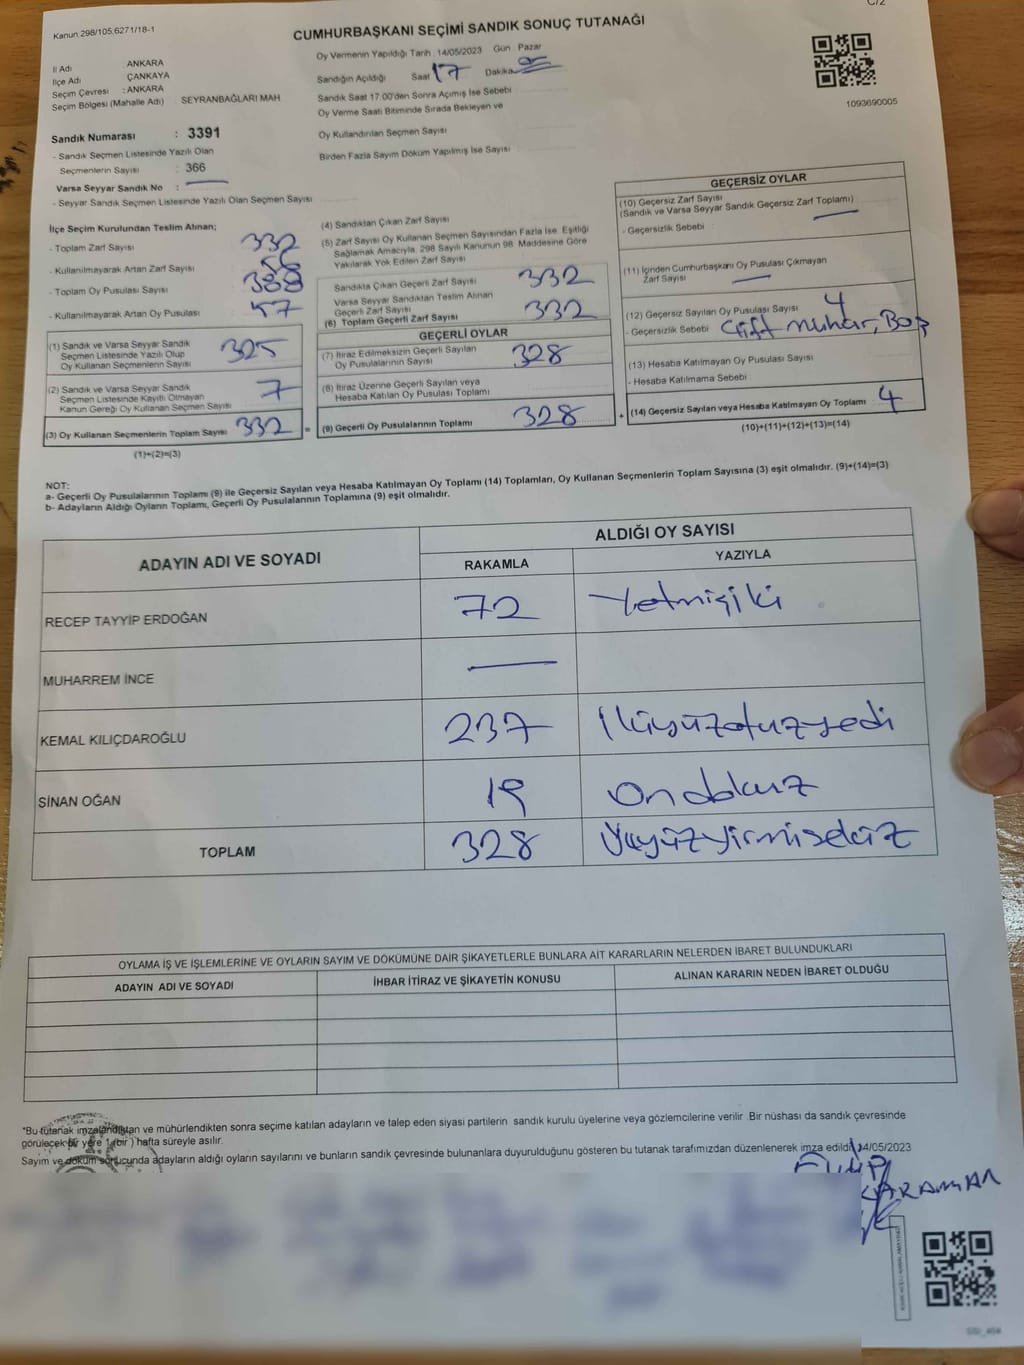 C/2
Kanun 298/105,6271/18-1
CUMHURBAŞKANI SEÇİMİ SANDIK SONUÇ TUTANAĞI
Oy Vermenin Yapıldığı Tarih : 14/05/2023 Gün : Pazar
İl Adı : ANKARA
İlçe Adı : ÇANKAYA
Seçim Çevresi : ANKARA
Seçim Bölgesi (Mahalle Adı) SEYRANBAĞLARI MAH
Sandığın Açıldığı Saat 17 Dakika
Sandık Saat 17:00'den Sonra Açımış İse Sebebi
Oy Verme Saati Bitiminde Sırada Bekleyen ve
Oy Kullandırılan Seçmen Sayısı
Birden Fazla Sayım Döküm Yapılmış İse Sayısı :
1093690005
Sandık Numarası : 3391
- Sandık Seçmen Listesinde Yazılı Olan
Seçmenlerin Sayısı : 366
Varsa Seyyar Sandık No :
- Seyyar Sandık Seçmen Listesinde Yazılı Olan Seçmen Sayısı
İlçe Seçim Kurulundan Teslim Alınan;
- Toplam Zarf Sayısı
- Kullanılmayarak Artan Zarf Sayısı
- Toplam Oy Pusulası Sayısı
- Kullanılmayarak Artan Oy Pusulası 57
(1) Sandık ve Varsa Seyyar Sandık
Seçmen Listesinde Yazılı Olup
Oy Kullanan Seçmenlerin Sayısı 325
(2) Sandık ve Varsa Seyyar Sandık
Seçmen Listesinde Kayıtlı Olmayan
Kanun Gereği Oy Kullanan Seçmen Sayısı 7
(3) Oy Kullanan Seçmenlerin Toplam Sayısı 332 =
(1)+(2)=(3)
(4) Sandıktan Çıkan Zarf Sayısı
(5) Zarf Sayısı Oy Kullanan Seçmen Sayısından Fazla İse, Eşitliği
Sağlamak Amacıyla, 298 Sayılı Kanunun 98. Maddesine Göre
Yakılarak Yok Edilen Zarf Sayısı
Sandıkta Çıkan Geçerli Zarf Sayısı 332
Varsa Seyyar Sandıktan Teslim Alınan
Geçerli Zarf Sayısı
(6) Toplam Geçerli Zarf Sayısı 332
GEÇERLİ OYLAR
(7) İtiraz Edilmeksizin Geçerli Sayılan
Oy Pusulalarının Sayısı 328
(8) İtiraz Üzerine Geçerli Sayılan veya
Hesaba Katılan Oy Pusulası Toplamı
(9) Geçerli Oy Pusulalarının Toplamı 328 +
GEÇERSİZ OYLAR
(10) Geçersiz Zarf Sayısı
(Sandık ve Varsa Seyyar Sandık Geçersiz Zarf Toplamı)
- Geçersizlik Sebebi :
(11) İçinden Cumhurbaşkanı Oy Pusulası Çıkmayan
Zarf Sayısı
(12) Geçersiz Sayılan Oy Pusulası Sayısı 4
- Geçersizlik Sebebi : Çift mühür, Boş
(13) Hesaba Katılmayan Oy Pusulası Sayısı
- Hesaba Katılmama Sebebi
(14) Geçersiz Sayılan veya Hesaba Katılmayan Oy Toplamı 4
(10)+(11)+(12)+(13)=(14)
NOT:
a- Geçerli Oy Pusulalarının Toplamı (9) ile Geçersiz Sayılan veya Hesaba Katılmayan Oy Toplamı (14) Toplamları, Oy Kullanan Seçmenlerin Toplam Sayısına (3) eşit olmalıdır. (9)+(14)=(3)
b- Adayların Aldığı Oyların Toplamı, Geçerli Oy Pusulalarının Toplamına (9) eşit olmalıdır.
ADAYIN ADI VE SOYADI
ALDIĞI OY SAYISI
RAKAMLA YAZIYLA
RECEP TAYYİP ERDOĞAN 72 Yetmişiki
MUHARREM İNCE
KEMAL KILIÇDAROĞLU 237 İkiyüzotuzyedi
SİNAN OĞAN 19 Ondokuz
TOPLAM 328 Üçyüzyirmisekiz
OYLAMA İŞ VE İŞLEMLERİNE VE OYLARIN SAYIM VE DÖKÜMÜNE DAİR ŞİKAYETLERLE BUNLARA AİT KARARLARIN NELERDEN İBARET BULUNDUKLARI
ADAYIN ADI VE SOYADI İHBAR İTİRAZ VE ŞİKAYETİN KONUSU ALINAN KARARIN NEDEN İBARET OLDUĞU
*Bu tutanak imzalandıktan ve mühürlendikten sonra seçime katılan adayların ve talep eden siyasi partilerin sandık kurulu üyelerine veya gözlemcilerine verilir. Bir nüshası da sandık çevresinde
görülecek bir yere 1 (bir ) hafta süreyle asılır.
Sayım ve döküm sonucunda adayların aldığı oyların sayılarını ve bunların sandık çevresinde bulunanlara duyurulduğunu gösteren bu tutanak tarafımızdan düzenlenerek imza edildi. 14/05/2023
KARAMAN